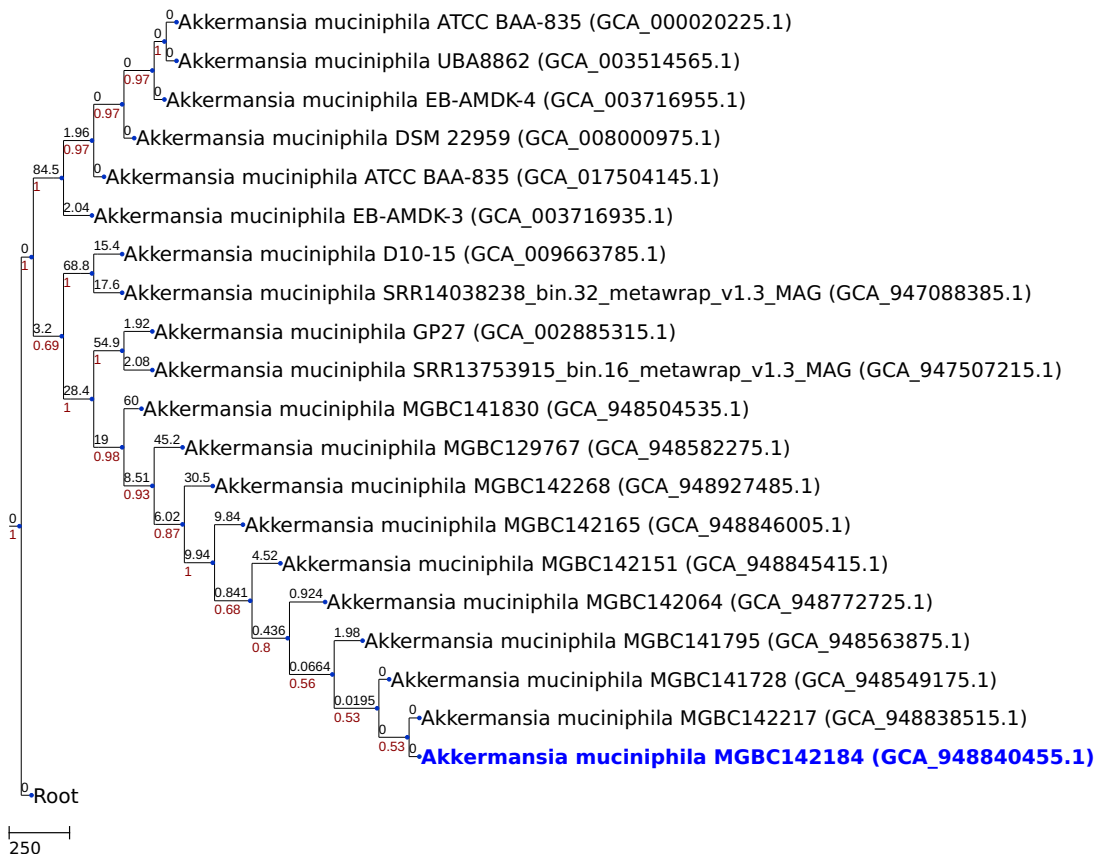 0
Akkermansia muciniphila ATCC BAA-835 (GCA_000020225.1)
0
1
0
Akkermansia muciniphila UBA8862 (GCA_003514565.1)
0
0.97
0
Akkermansia muciniphila EB-AMDK-4 (GCA_003716955.1)
0
0.97
0
Akkermansia muciniphila DSM 22959 (GCA_008000975.1)
1.96
0.97
0
Akkermansia muciniphila ATCC BAA-835 (GCA_017504145.1)
84.5
1
2.04
Akkermansia muciniphila EB-AMDK-3 (GCA_003716935.1)
0
1
15.4
Akkermansia muciniphila D10-15 (GCA_009663785.1)
68.8
1
17.6
Akkermansia muciniphila SRR14038238_bin.32_metawrap_v1.3_MAG (GCA_947088385.1)
3.2
0.69
1.92
Akkermansia muciniphila GP27 (GCA_002885315.1)
54.9
1
2.08
Akkermansia muciniphila SRR13753915_bin.16_metawrap_v1.3_MAG (GCA_947507215.1)
28.4
1
60
Akkermansia muciniphila MGBC141830 (GCA_948504535.1)
19
0.98
45.2
Akkermansia muciniphila MGBC129767 (GCA_948582275.1)
8.51
0.93
30.5
Akkermansia muciniphila MGBC142268 (GCA_948927485.1)
6.02
0.87
9.84
Akkermansia muciniphila MGBC142165 (GCA_948846005.1)
0
1
9.94
1
4.52
Akkermansia muciniphila MGBC142151 (GCA_948845415.1)
0.841
0.68
0.924
Akkermansia muciniphila MGBC142064 (GCA_948772725.1)
0.436
0.8
1.98
Akkermansia muciniphila MGBC141795 (GCA_948563875.1)
0.0664
0.56
0
Akkermansia muciniphila MGBC141728 (GCA_948549175.1)
0.0195
0.53
0
Akkermansia muciniphila MGBC142217 (GCA_948838515.1)
0
0.53
0
Akkermansia muciniphila MGBC142184 (GCA_948840455.1)
0
Root
250